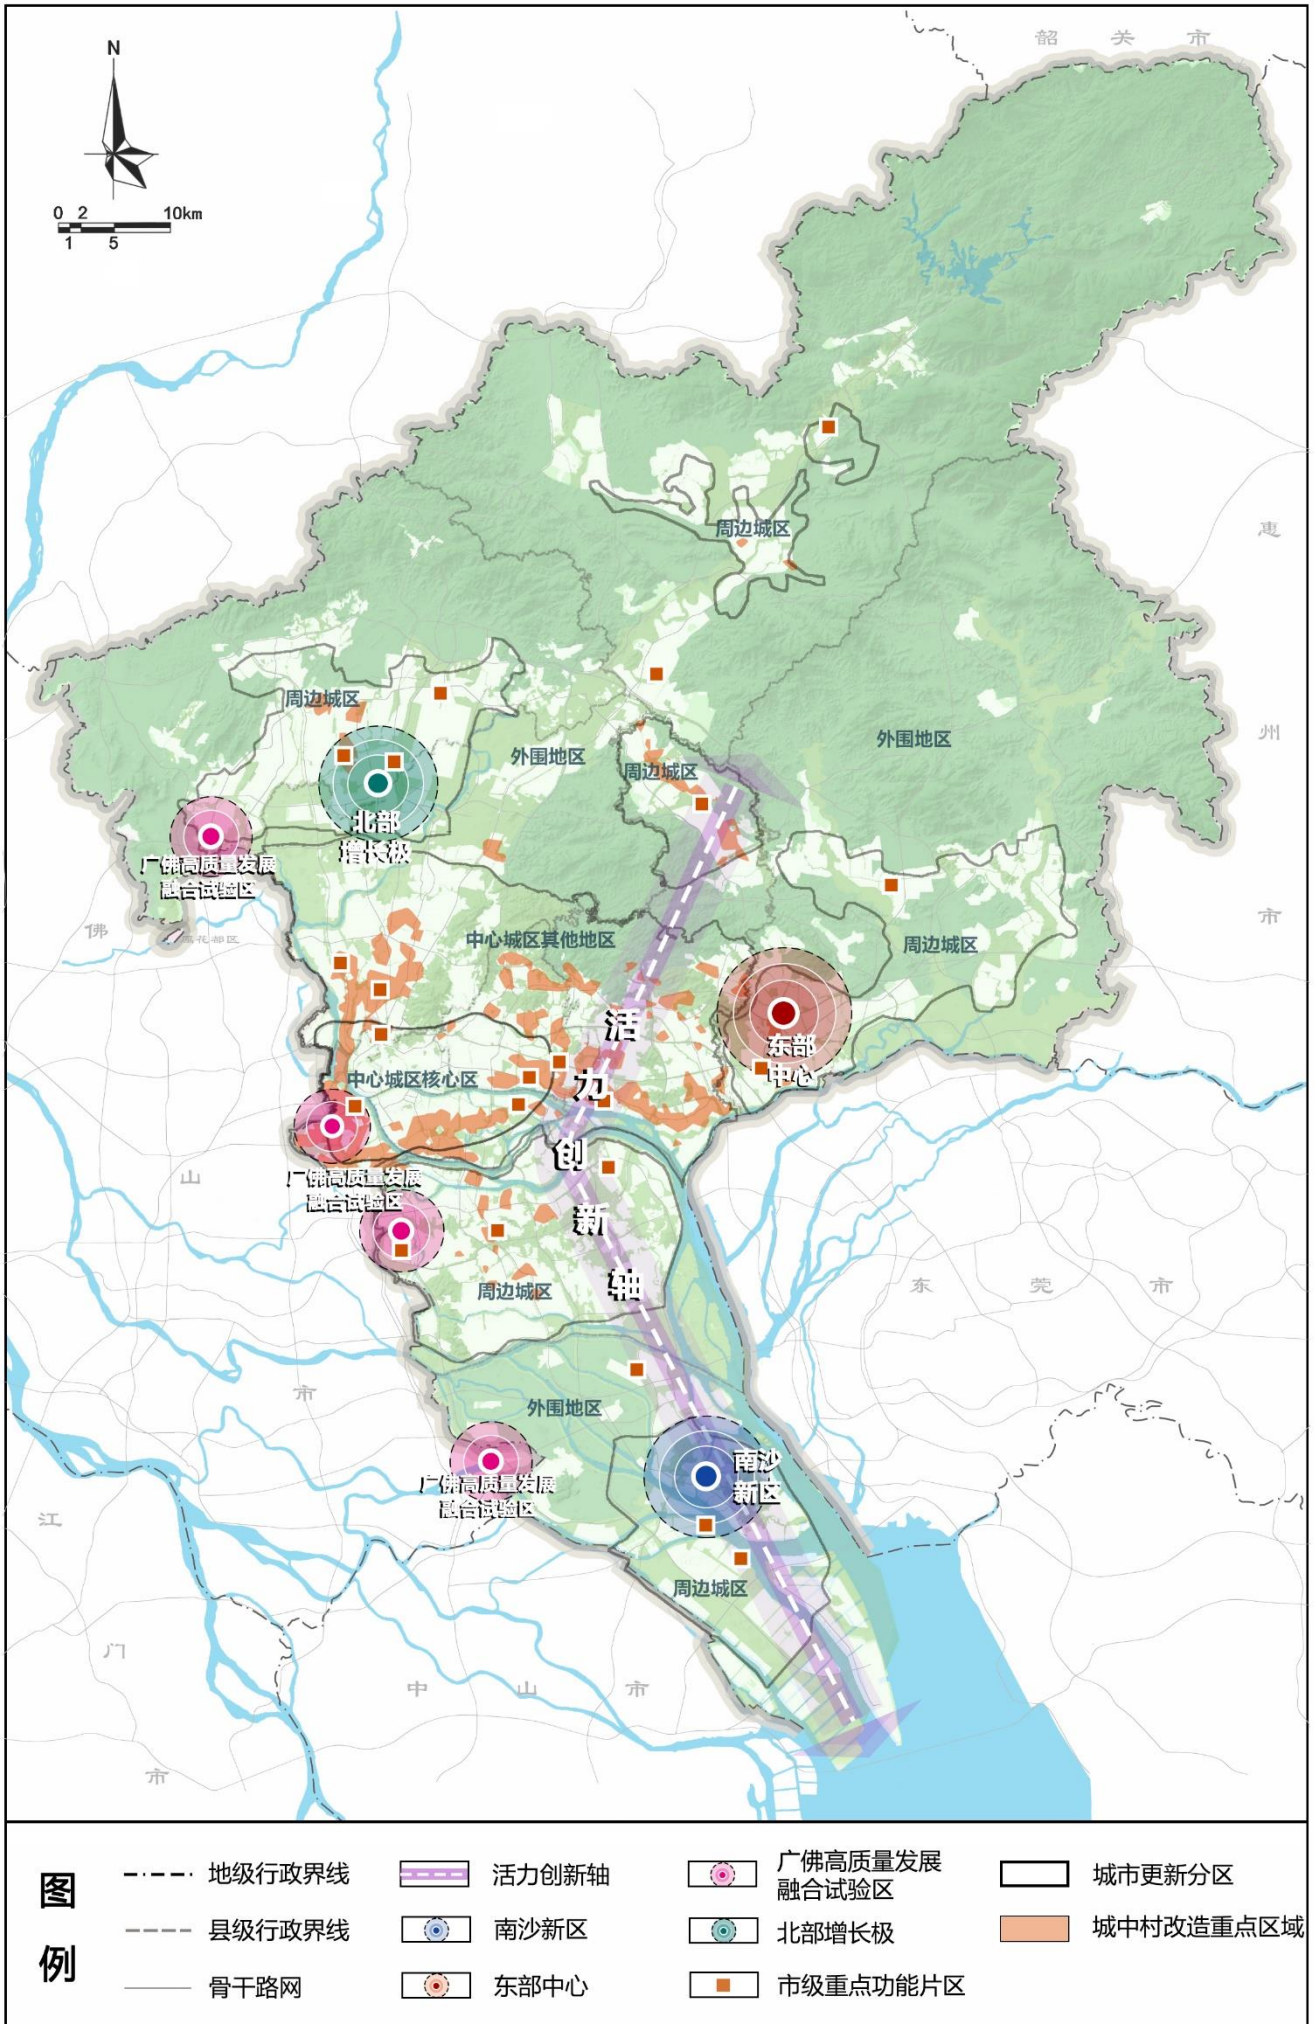 韶关市
N
0 2 10km
1 5
惠州市
周边城区
周边城区
外围地区
外围地区
周边城区
北部
增长极
广佛高质量发展
融合试验区
佛山市
中心城区其他地区
周边城区
活力创新轴
东部
中心
中心城区核心区
广佛高质量发展
融合试验区
周边城区
东莞市
外围地区
南沙
新区
广佛高质量发展
融合试验区
周边城区
江门市
中山市
图例
地级行政界线
县级行政界线
骨干路网
活力创新轴
南沙新区
东部中心
广佛高质量发展
融合试验区
北部增长极
市级重点功能片区
城市更新分区
城中村改造重点区域